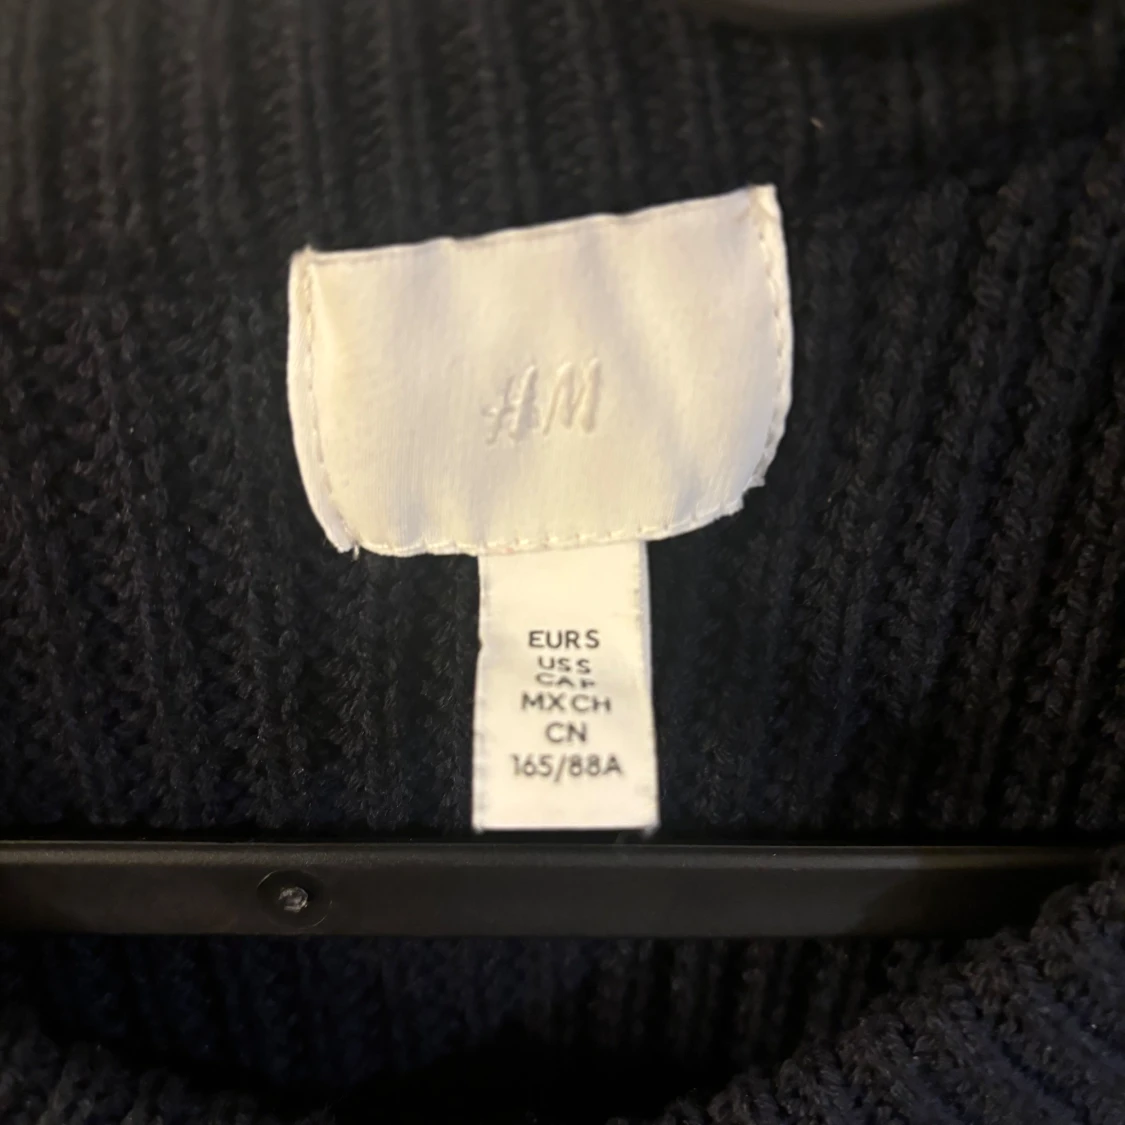 H&M
EUR S
US S
CA P
MX CH
CN
165/88A